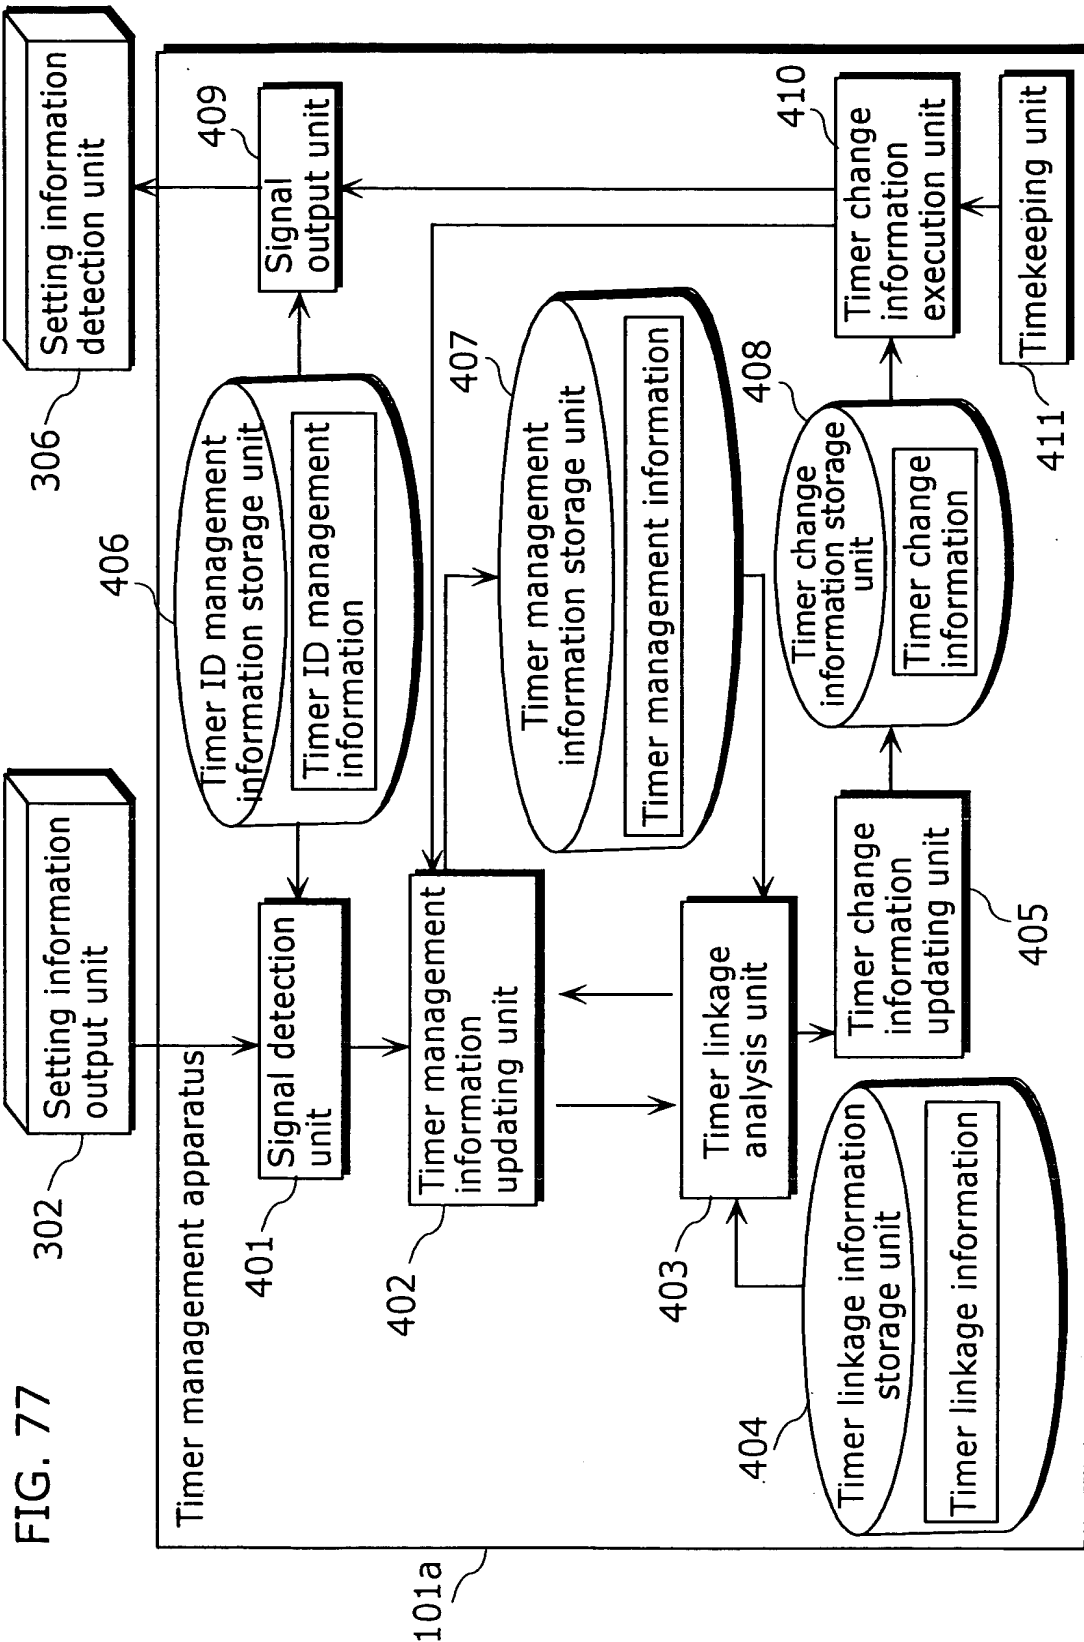 FIG. 77
302
Setting information
output unit
306
Setting information
detection unit
101a
Timer management apparatus
401
Signal detection
unit
406
Timer ID management
information storage unit
Timer ID management
information
409
Signal
output unit
402
Timer management
information
updating unit
407
Timer management
information storage unit
Timer management information
403
Timer linkage
analysis unit
404
Timer linkage information
storage unit
Timer linkage information
405
Timer change
information
updating unit
408
Timer change
information storage
unit
Timer change
information
410
Timer change
information
execution unit
411
Timekeeping unit